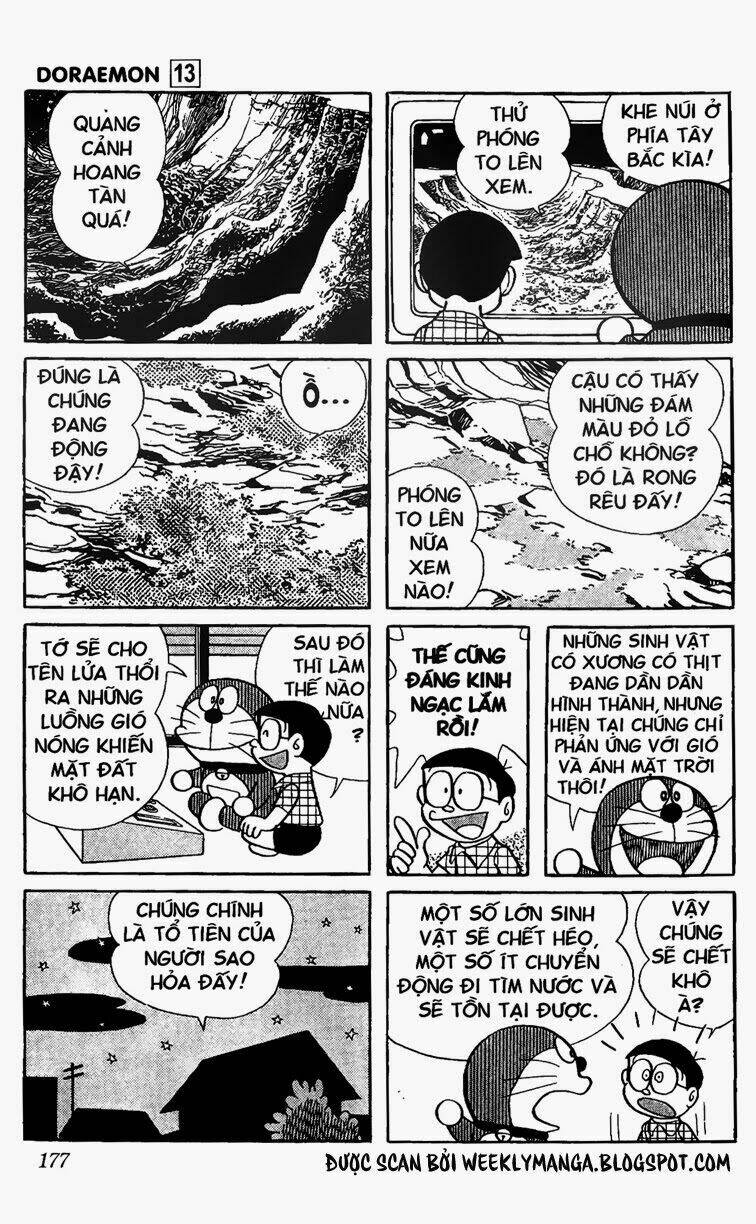 DORAEMON 13
KHE NÚI Ở
PHÍA TÂY
BẮC KÌA!
THỬ
PHÓNG
TO LÊN
XEM.
QUANG
CẢNH
HOANG
TÀN
QUÁ!
CẬU CÓ THẤY
NHỮNG ĐÁM
MÀU ĐỎ LỐ
CHỐ KHÔNG?
ĐÓ LÀ RONG
RÊU ĐẤY!
PHÓNG
TO LÊN
NỮA
XEM
NÀO!
Ồ...
ĐÚNG LÀ
CHÚNG
ĐANG
ĐỘNG
ĐẬY!
NHỮNG SINH VẬT
CÓ XƯƠNG CÓ THỊT
ĐANG DẦN DẦN
HÌNH THÀNH, NHƯNG
HIỆN TẠI CHÚNG CHỈ
PHẢN ỨNG VỚI GIÓ
VÀ ÁNH MẶT TRỜI
THÔI!
THẾ CŨNG
ĐÁNG KINH
NGẠC LẮM
RỒI!
SAU ĐÓ
THÌ LÀM
THẾ NÀO
NỮA
?
TỚ SẼ CHO
TÊN LỬA THỔI
RA NHỮNG
LUỒNG GIÓ
NÓNG KHIẾN
MẶT ĐẤT
KHÔ HẠN.
VẬY
CHÚNG
SẼ CHẾT
KHÔ
À?
MỘT SỐ LỚN SINH
VẬT SẼ CHẾT HÉO,
MỘT SỐ ÍT CHUYỂN
ĐỘNG ĐI TÌM NƯỚC VÀ
SẼ TỒN TẠI ĐƯỢC.
CHÚNG CHÍNH
LÀ TỔ TIÊN CỦA
NGƯỜI SAO
HỎA ĐẤY!
177
ĐƯỢC SCAN BỞI WEEKLYMANGA.BLOGSPOT.COM